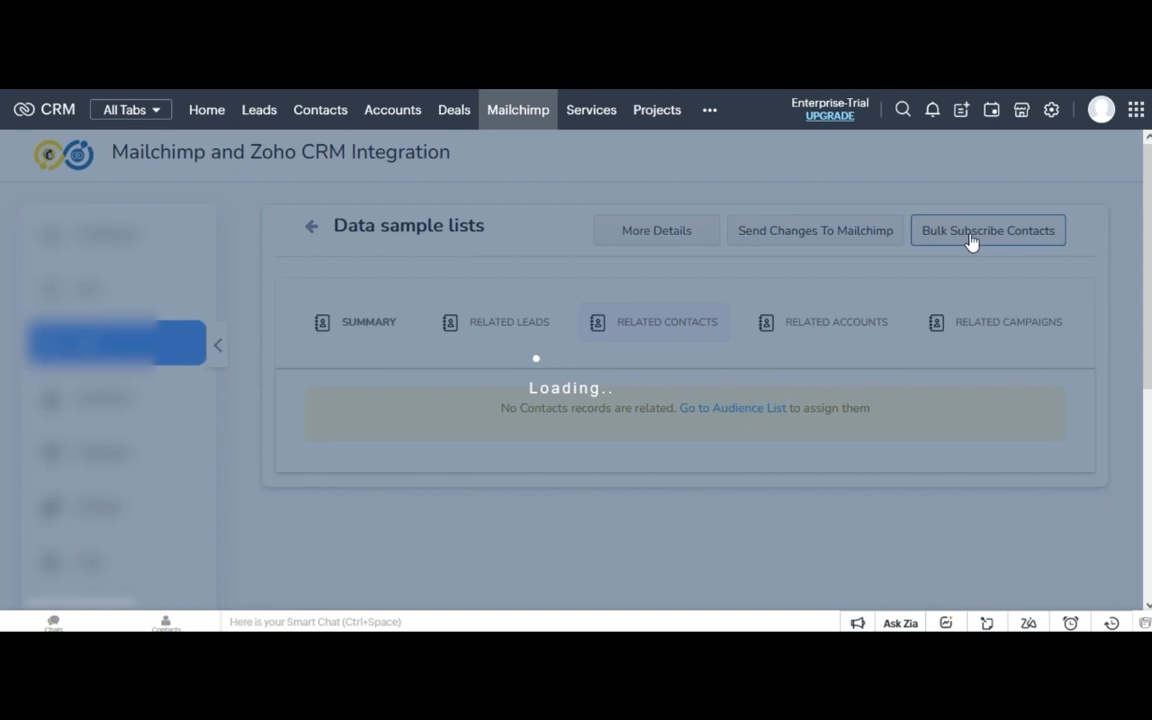 CRM
All Tabs
Home
Leads
Contacts
Accounts
Deals
Mailchimp
Services
Projects
Enterprise-Trial
UPGRADE
Mailchimp and Zoho CRM Integration
Data sample lists
More Details
Send Changes To Mailchimp
Bulk Subscribe Contacts
SUMMARY
RELATED LEADS
RELATED CONTACTS
RELATED ACCOUNTS
RELATED CAMPAIGNS
Loading..
No Contacts records are related. Go to Audience List to assign them
Chats
Contacts
Here is your Smart Chat (Ctrl+Space)
Ask Zia